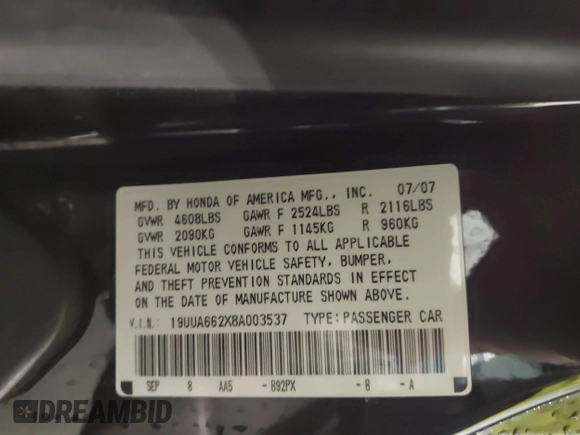 MFD. BY HONDA OF AMERICA MFG., INC. 07/07
GVWR 4608LBS GAWR F 2524LBS R 2116LBS
GVWR 2090KG GAWR F 1145KG R 960KG
THIS VEHICLE CONFORMS TO ALL APPLICABLE
FEDERAL MOTOR VEHICLE SAFETY, BUMPER,
AND THEFT PREVENTION STANDARDS IN EFFECT
ON THE DATE OF MANUFACTURE SHOWN ABOVE.
V.I.N.: 19UUA662X8A003537 TYPE: PASSENGER CAR
SEP 8 AA5 - B92PX - B - A
DREAMBID